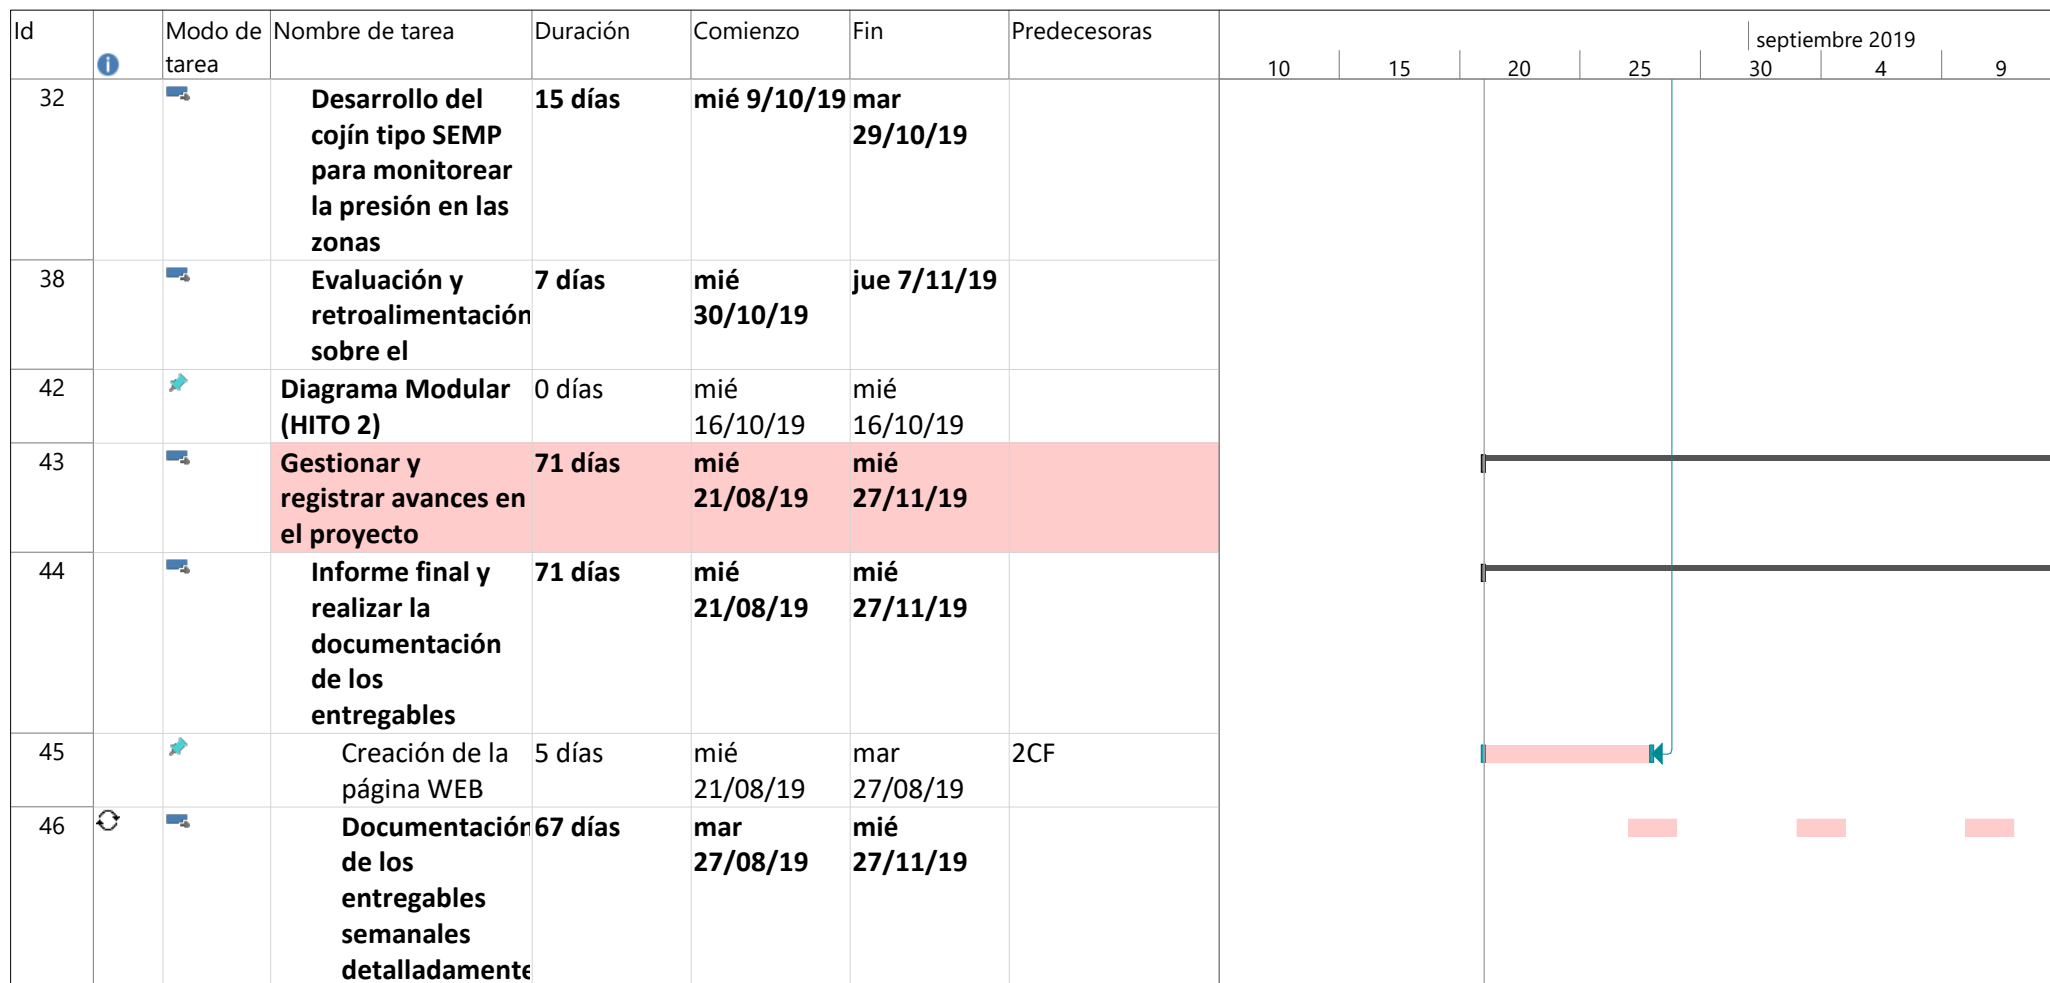 Id Modo de Nombre de tarea Duración Comienzo Fin Predecesoras
tarea
septiembre 2019
10 15 20 25 30 4 9
32 Desarrollo del 15 días mié 9/10/19 mar
cojín tipo SEMP 29/10/19
para monitorear
la presión en las
zonas
38 Evaluación y 7 días mié jue 7/11/19
retroalimentación 30/10/19
sobre el
42 Diagrama Modular 0 días mié mié
(HITO 2) 16/10/19 16/10/19
43 Gestionar y 71 días mié mié
registrar avances en 21/08/19 27/11/19
el proyecto
44 Informe final y 71 días mié mié
realizar la 21/08/19 27/11/19
documentación
de los
entregables
45 Creación de la 5 días mié mar 2CF
página WEB 21/08/19 27/08/19
46 Documentación 67 días mar mié
de los 27/08/19 27/11/19
entregables
semanales
detalladamente